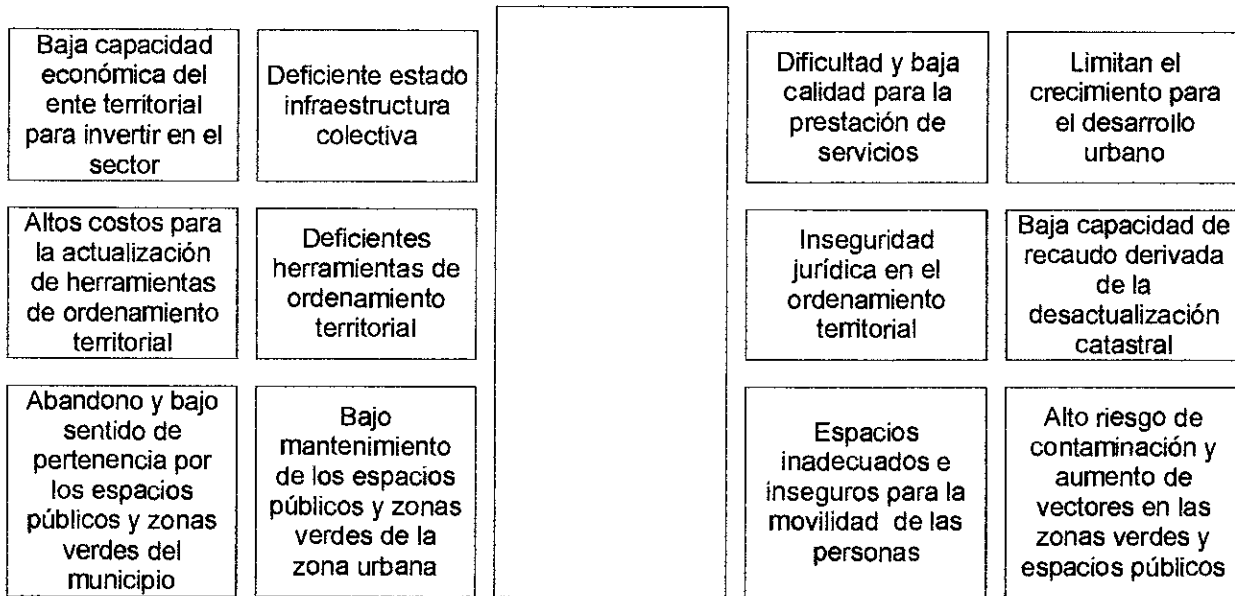 Baja capacidad
económica del
ente territorial
para invertir en el
sector
Deficiente estado
infraestructura
colectiva
Dificultad y baja
calidad para la
prestación de
servicios
Limitan el
crecimiento para
el desarrollo
urbano
Altos costos para
la actualización
de herramientas
de ordenamiento
territorial
Deficientes
herramientas de
ordenamiento
territorial
Inseguridad
jurídica en el
ordenamiento
territorial
Baja capacidad de
recaudo derivada
de la
desactualización
catastral
Abandono y bajo
sentido de
pertenencia por
los espacios
públicos y zonas
verdes del
municipio
Bajo
mantenimiento
de los espacios
públicos y zonas
verdes de la
zona urbana
Espacios
inadecuados e
inseguros para la
movilidad de las
personas
Alto riesgo de
contaminación y
aumento de
vectores en las
zonas verdes y
espacios públicos